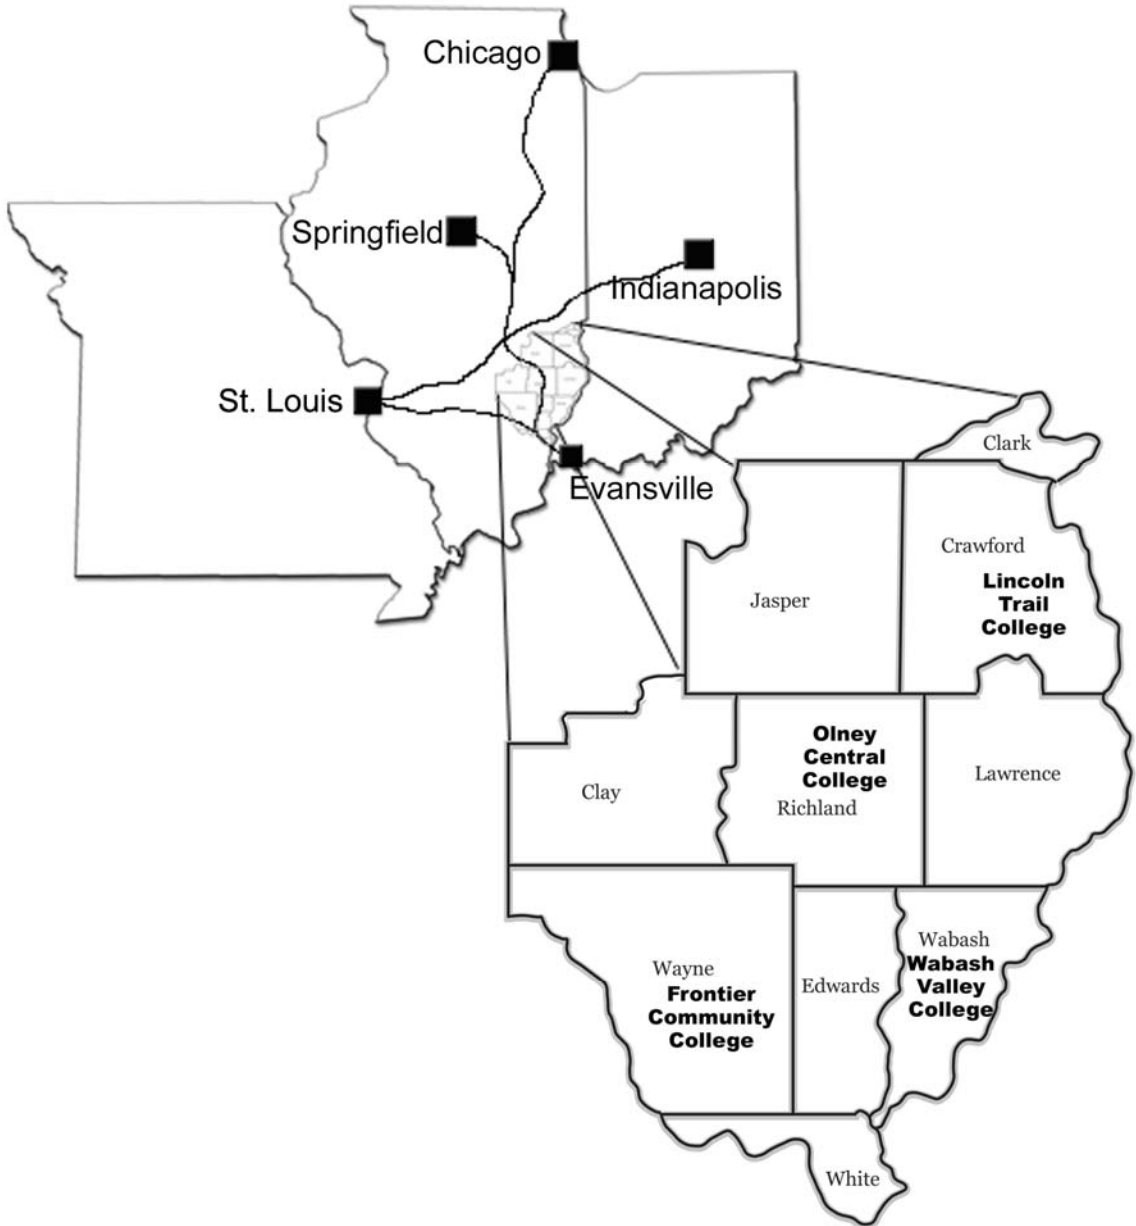 Chicago
Springfield
Indianapolis
St. Louis
Evansville
Clark
Crawford
Lincoln
Trail
College
Jasper
Olney
Central
College
Richland
Lawrence
Clay
Wabash
Wabash
Valley
College
Wayne
Frontier
Community
College
Edwards
White